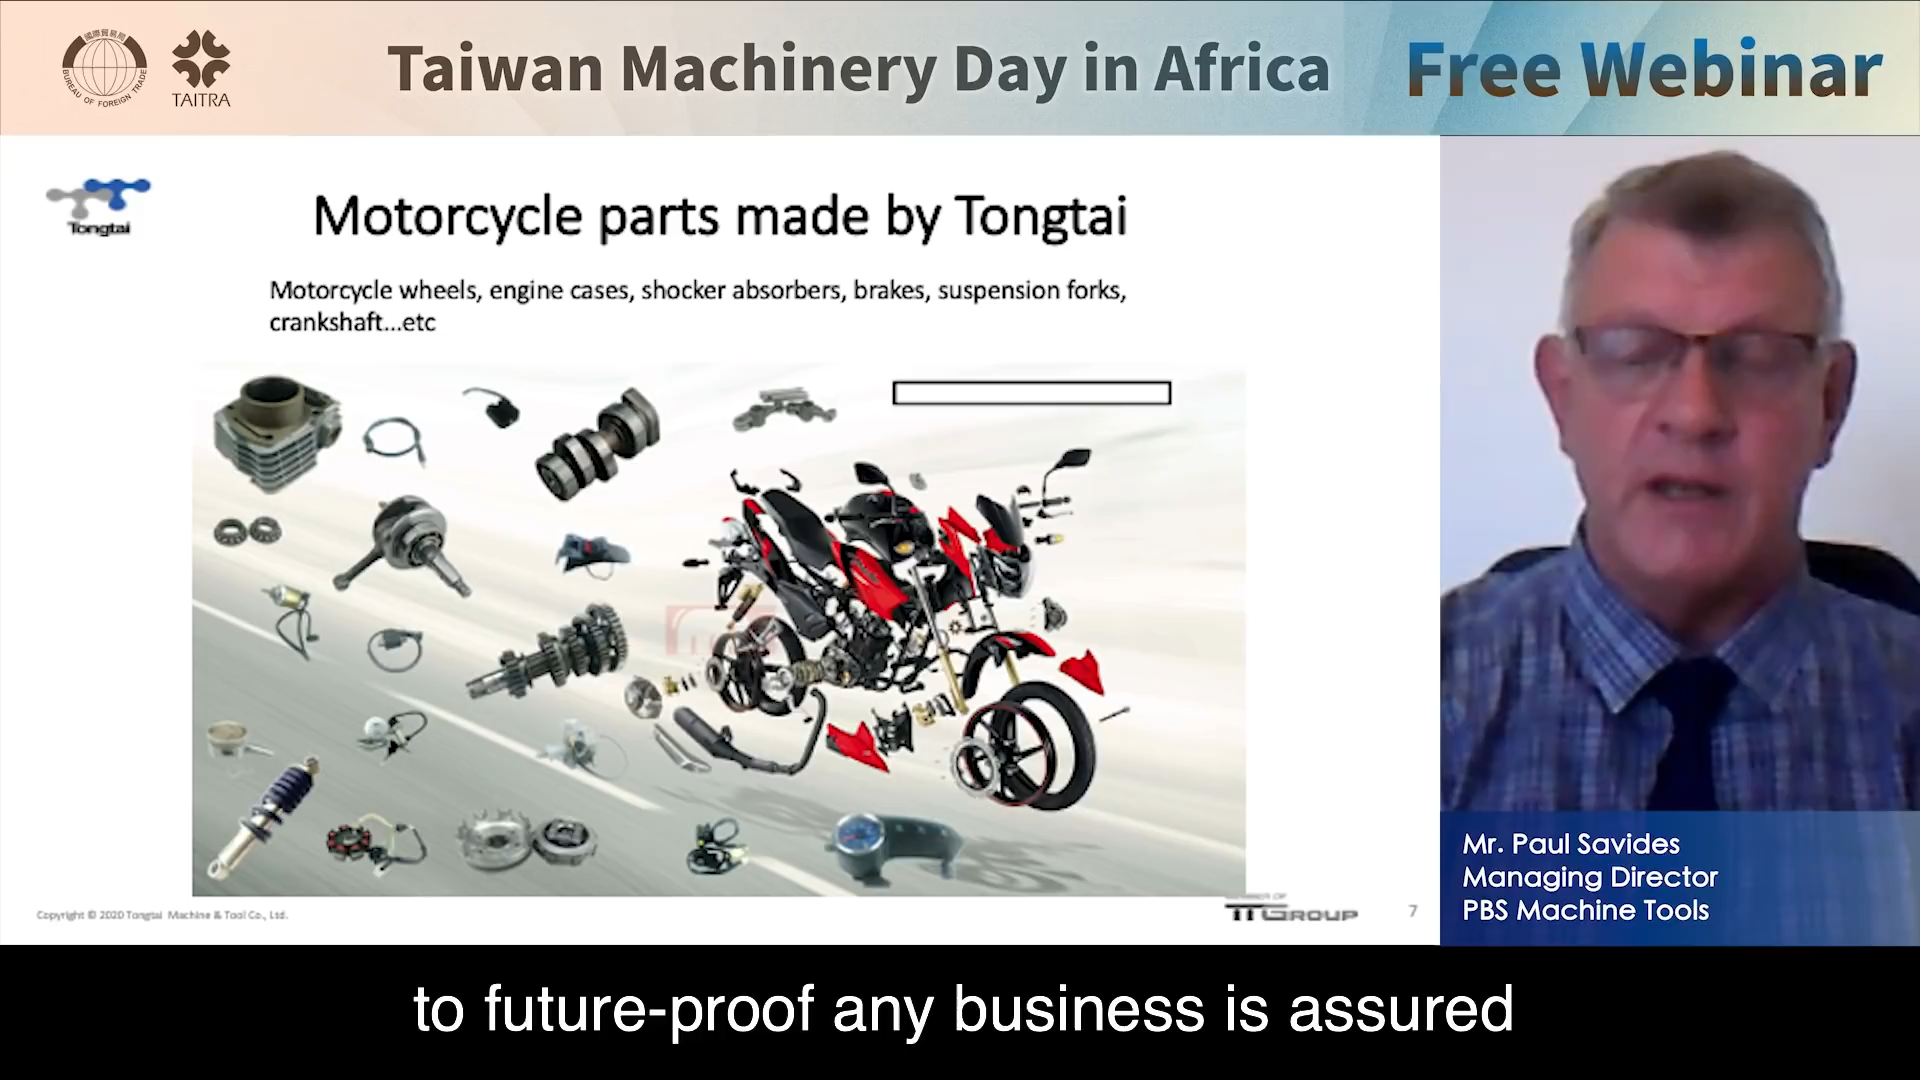 國際貿易局
BUREAU OF FOREIGN TRADE
TAITRA
Taiwan Machinery Day in Africa
Free Webinar
Tongtai
Motorcycle parts made by Tongtai
Motorcycle wheels, engine cases, shocker absorbers, brakes, suspension forks,
crankshaft...etc
Copyright © 2020 Tongtai Machine & Tool Co., Ltd.
MEMBER OF
TTGROUP
7
Mr. Paul Savides
Managing Director
PBS Machine Tools
to future-proof any business is assured